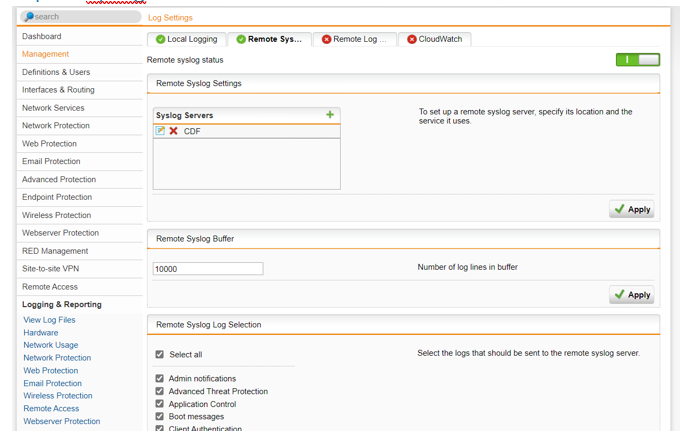 search
Log Settings
Dashboard
Management
Definitions & Users
Interfaces & Routing
Network Services
Network Protection
Web Protection
Email Protection
Advanced Protection
Endpoint Protection
Wireless Protection
Webserver Protection
RED Management
Site-to-site VPN
Remote Access
Logging & Reporting
View Log Files
Hardware
Network Usage
Network Protection
Web Protection
Email Protection
Wireless Protection
Remote Access
Webserver Protection
Local Logging
Remote Sys...
Remote Log ...
CloudWatch
Remote syslog status
Remote Syslog Settings
Syslog Servers
CDF
To set up a remote syslog server, specify its location and the
service it uses.
Apply
Remote Syslog Buffer
10000
Number of log lines in buffer
Apply
Remote Syslog Log Selection
Select all
Select the logs that should be sent to the remote syslog server.
Admin notifications
Advanced Threat Protection
Application Control
Boot messages
Client Authentication